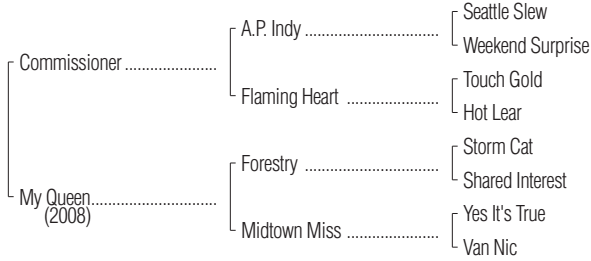 Seattle Slew
A.P. Indy ........................
Weekend Surprise
Commissioner ......................
Touch Gold
Flaming Heart ......................
Hot Lear
Storm Cat
Forestry ........................
Shared Interest
My Queen..............................
(2008)
Yes It's True
Midtown Miss ......................
Van Nic